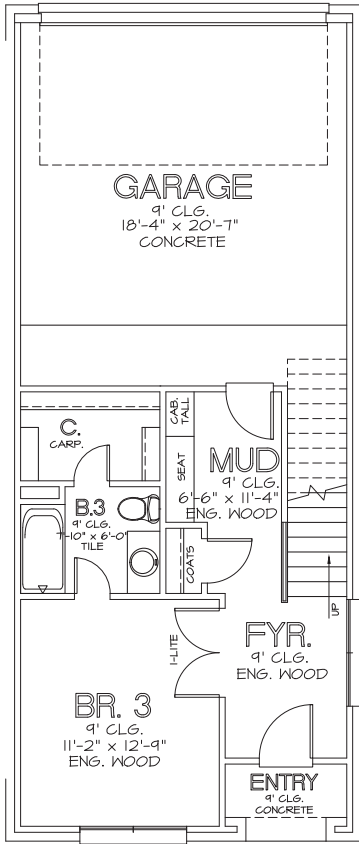 GARAGE
9' CLG.
18'-4" x 20'-7"
CONCRETE
C.
CARP.
CAB.
TALL
SEAT
MUD
9' CLG.
6'-6" x 11'-4"
ENG. WOOD
B.3
9' CLG.
7'-10" x 6'-0"
TILE
COATS
UP
1-LITE
FYR.
9' CLG.
ENG. WOOD
BR. 3
9' CLG.
11'-2" x 12'-9"
ENG. WOOD
ENTRY
9' CLG.
CONCRETE